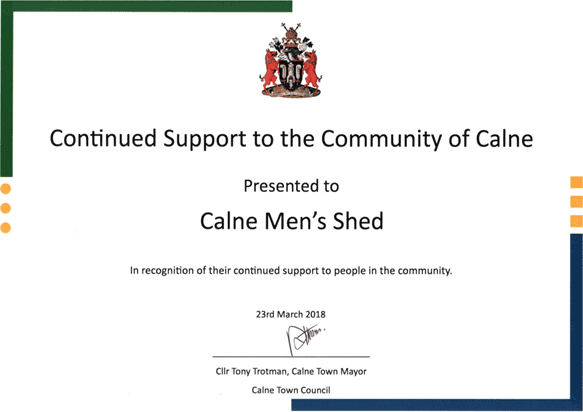 Continued Support to the Community of Calne
Presented to
Calne Men's Shed
In recognition of their continued support to people in the community.
23rd March 2018
Cllr Tony Trotman, Calne Town Mayor
Calne Town Council